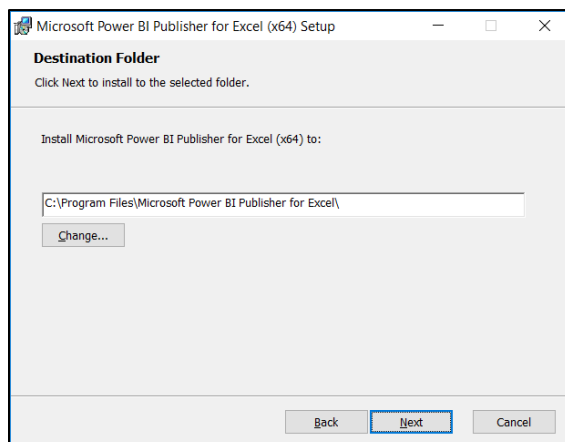 Microsoft Power BI Publisher for Excel (x64) Setup
Destination Folder
Click Next to install to the selected folder.
Install Microsoft Power BI Publisher for Excel (x64) to:
C:\Program Files\Microsoft Power BI Publisher for Excel\
Change...
Back Next Cancel